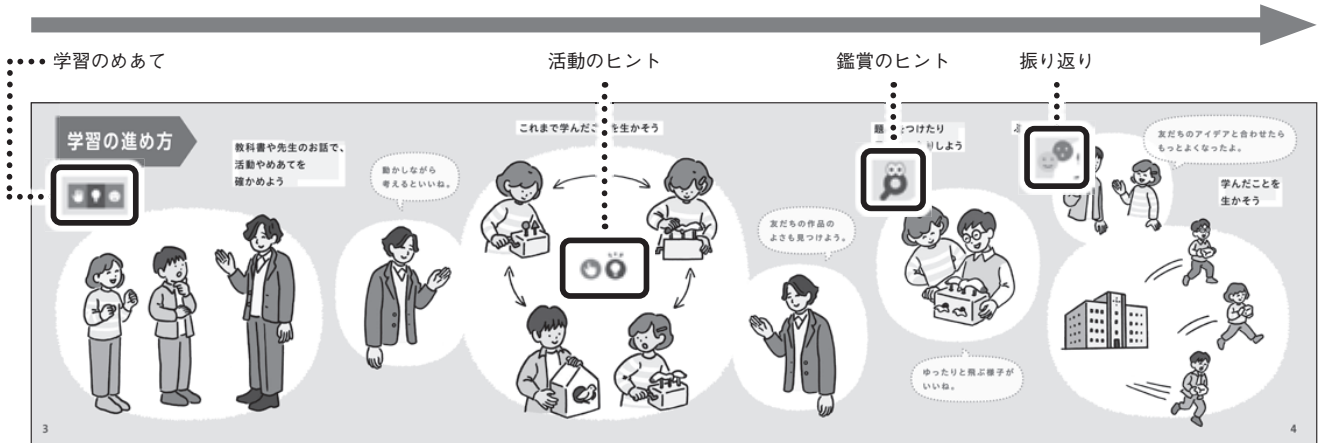 学習のめあて
活動のヒント
鑑賞のヒント
振り返り
学習の進め方
教科書や先生のお話で、
活動やめあてを
確かめよう
動かしながら
考えるといいね。
これまで学んだこ
を生かそう
友だちの作品の
よさも見つけよう。
題
をつけたり
りしよう
ゆったりと飛ぶ様子が
いいね。
友だちのアイデアと合わせたら
もっとよくなったよ。
学んだことを
生かそう
3
4